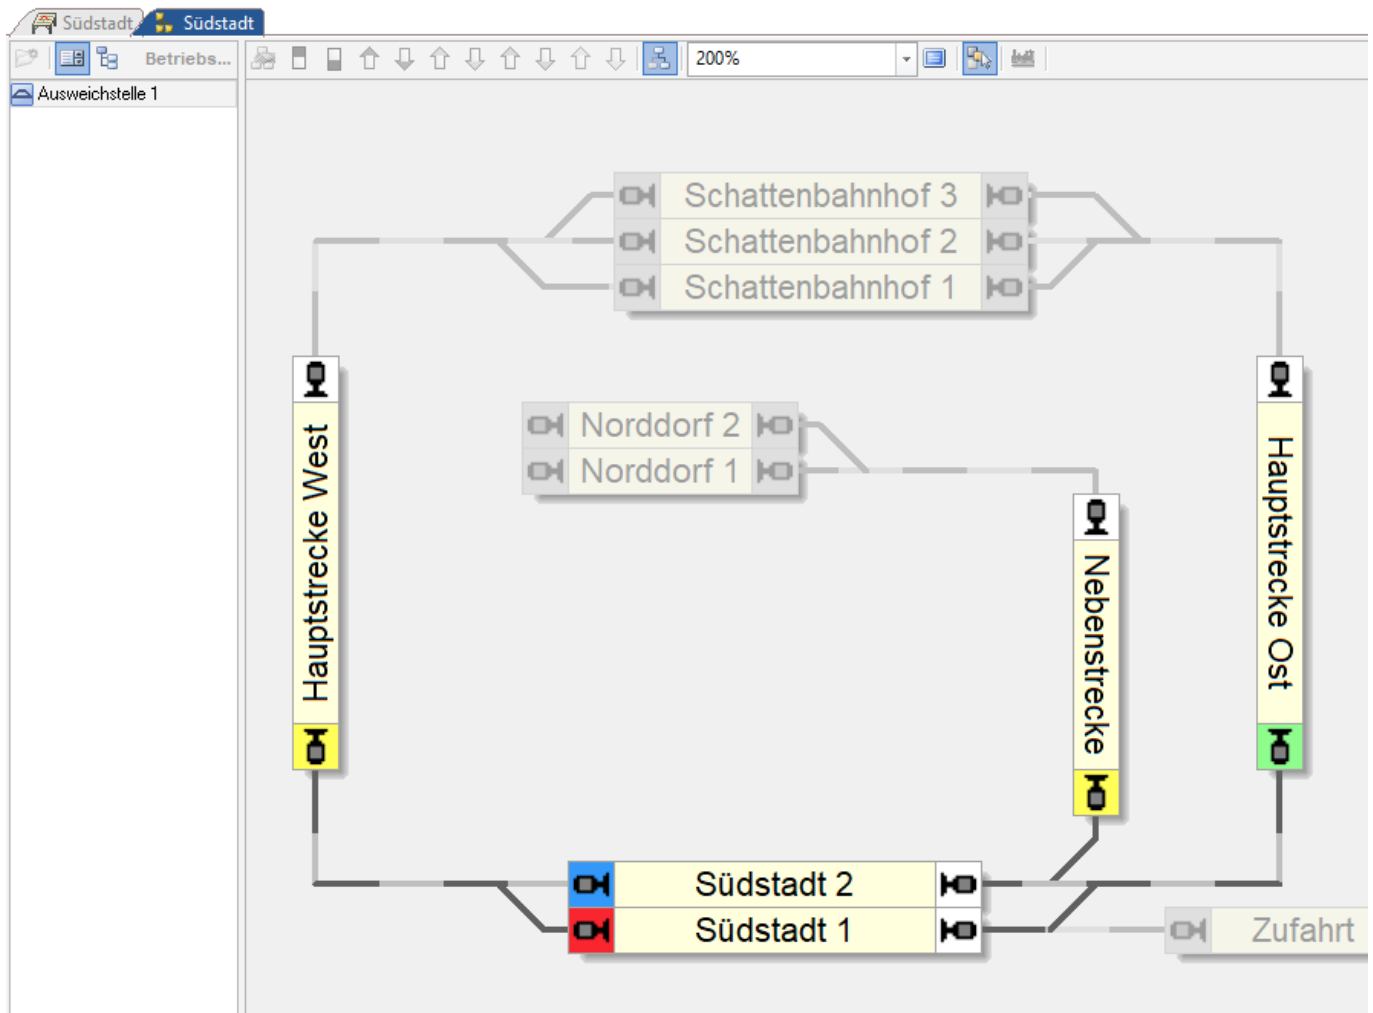 Südstadt
Südstadt
Betriebs...
200%
Ausweichstelle 1
Schattenbahnhof 3
Schattenbahnhof 2
Schattenbahnhof 1
Norddorf 2
Norddorf 1
Hauptstrecke West
Hauptstrecke Ost
Nebenstrecke
Südstadt 2
Südstadt 1
Zufahrt